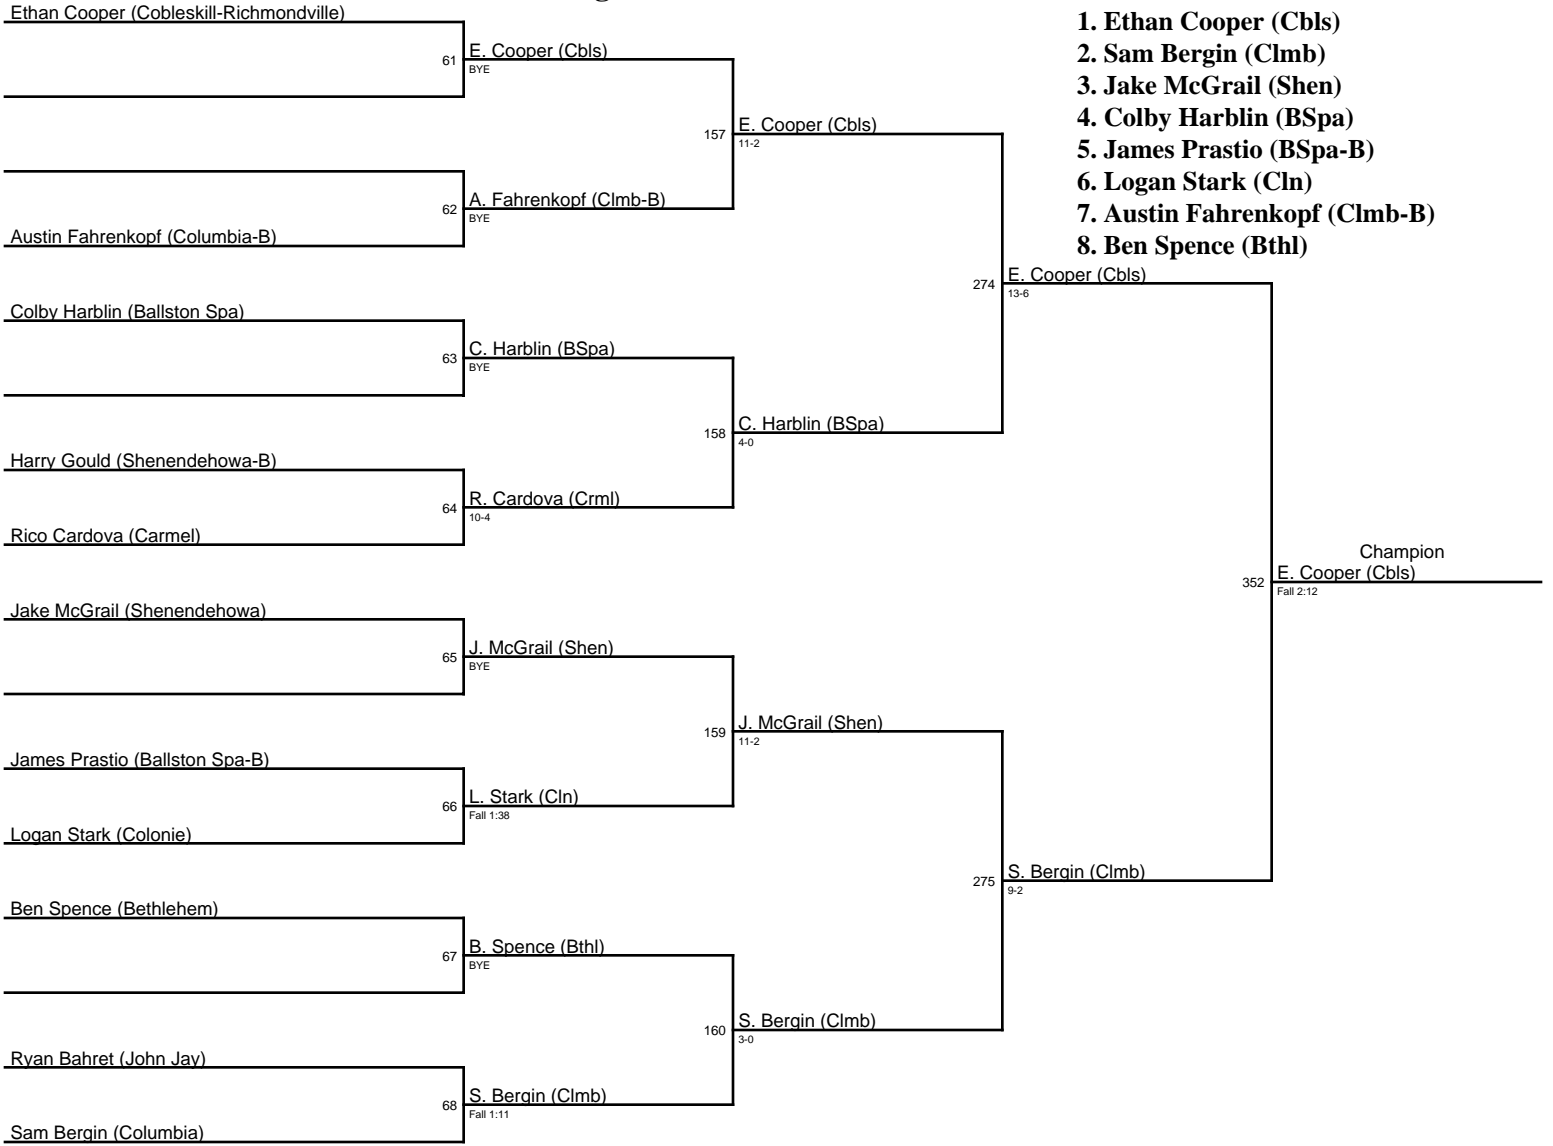 Ethan Cooper (Cobleskill-Richmondville)
1. Ethan Cooper (Cbls)
2. Sam Bergin (Clmb)
3. Jake McGrail (Shen)
4. Colby Harblin (BSpa)
5. James Prastio (BSpa-B)
6. Logan Stark (Cln)
7. Austin Fahrenkopf (Clmb-B)
8. Ben Spence (Bthl)
61 E. Cooper (Cbls)
BYE
157 E. Cooper (Cbls)
11-2
62 A. Fahrenkopf (Clmb-B)
BYE
Austin Fahrenkopf (Columbia-B)
274 E. Cooper (Cbls)
13-6
Colby Harblin (Ballston Spa)
63 C. Harblin (BSpa)
BYE
158 C. Harblin (BSpa)
4-0
Harry Gould (Shenendehowa-B)
64 R. Cardova (Crml)
10-4
Rico Cardova (Carmel)
Champion
352 E. Cooper (Cbls)
Fall 2:12
Jake McGrail (Shenendehowa)
65 J. McGrail (Shen)
BYE
159 J. McGrail (Shen)
11-2
James Prastio (Ballston Spa-B)
66 L. Stark (Cln)
Fall 1:38
Logan Stark (Colonie)
275 S. Bergin (Clmb)
9-2
Ben Spence (Bethlehem)
67 B. Spence (Bthl)
BYE
160 S. Bergin (Clmb)
3-0
Ryan Bahret (John Jay)
68 S. Bergin (Clmb)
Fall 1:11
Sam Bergin (Columbia)